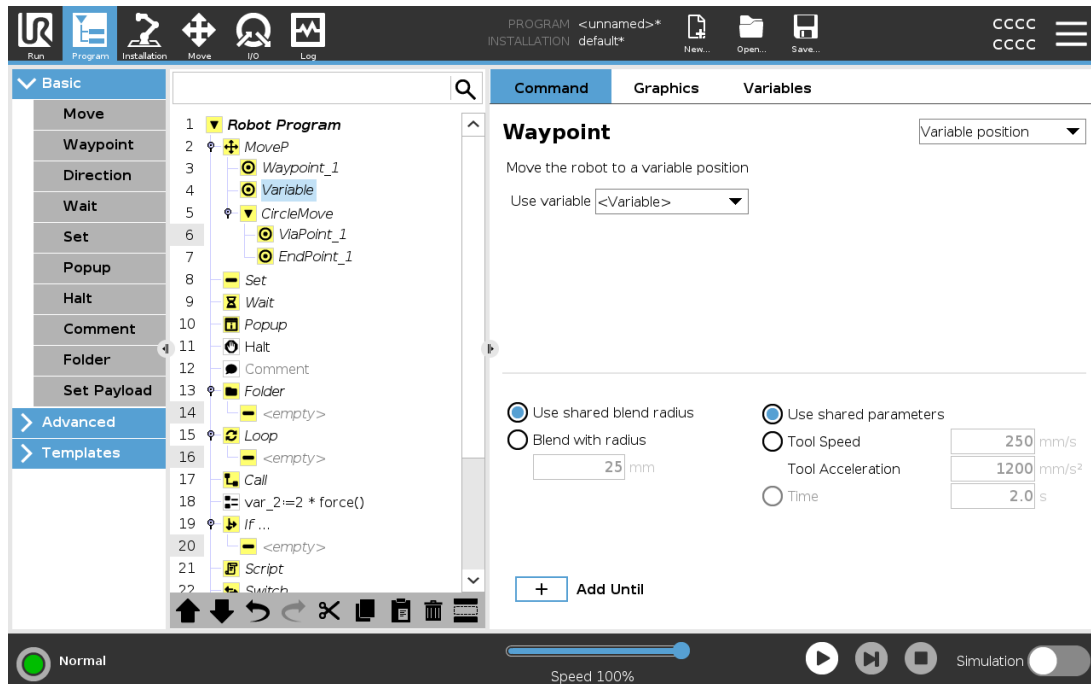 PROGRAM <unnamed>*
INSTALLATION default*
CCCC
CCCC
Run Program Installation Move I/O Log New... Open... Save...
Basic
Move
Waypoint
Direction
Wait
Set
Popup
Halt
Comment
Folder
Set Payload
Advanced
Templates
1 Robot Program
2 MoveP
3 Waypoint_1
4 Variable
5 CircleMove
6 ViaPoint_1
7 EndPoint_1
8 Set
9 Wait
10 Popup
11 Halt
12 Comment
13 Folder
14 <empty>
15 Loop
16 <empty>
17 Call
18 var_2:=2 * force()
19 If ...
20 <empty>
21 Script
22 Switch
Command Graphics Variables
Waypoint
Variable position
Move the robot to a variable position
Use variable <Variable>
Use shared blend radius
Blend with radius
25 mm
Use shared parameters
Tool Speed 250 mm/s
Tool Acceleration 1200 mm/s²
Time 2.0 s
+ Add Until
Normal
Speed 100%
Simulation